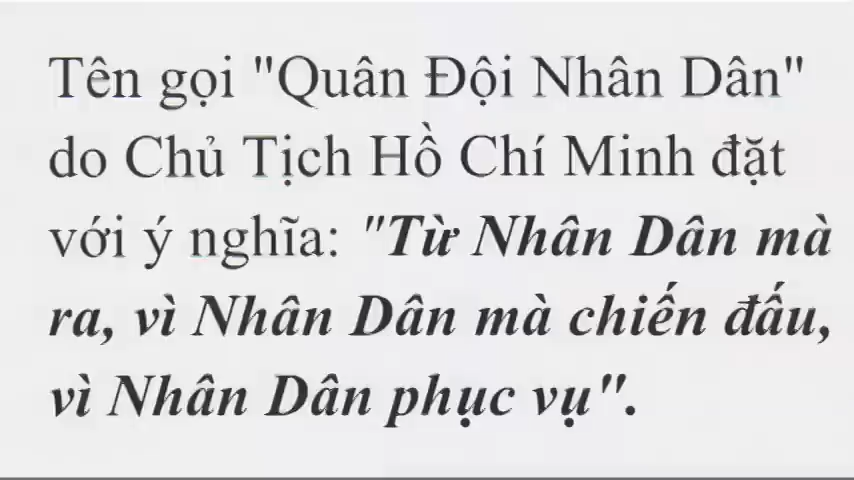 Tên gọi "Quân Đội Nhân Dân"
do Chủ Tịch Hồ Chí Minh đặt
với ý nghĩa: "Từ Nhân Dân mà
ra, vì Nhân Dân mà chiến đấu,
vì Nhân Dân phục vụ".